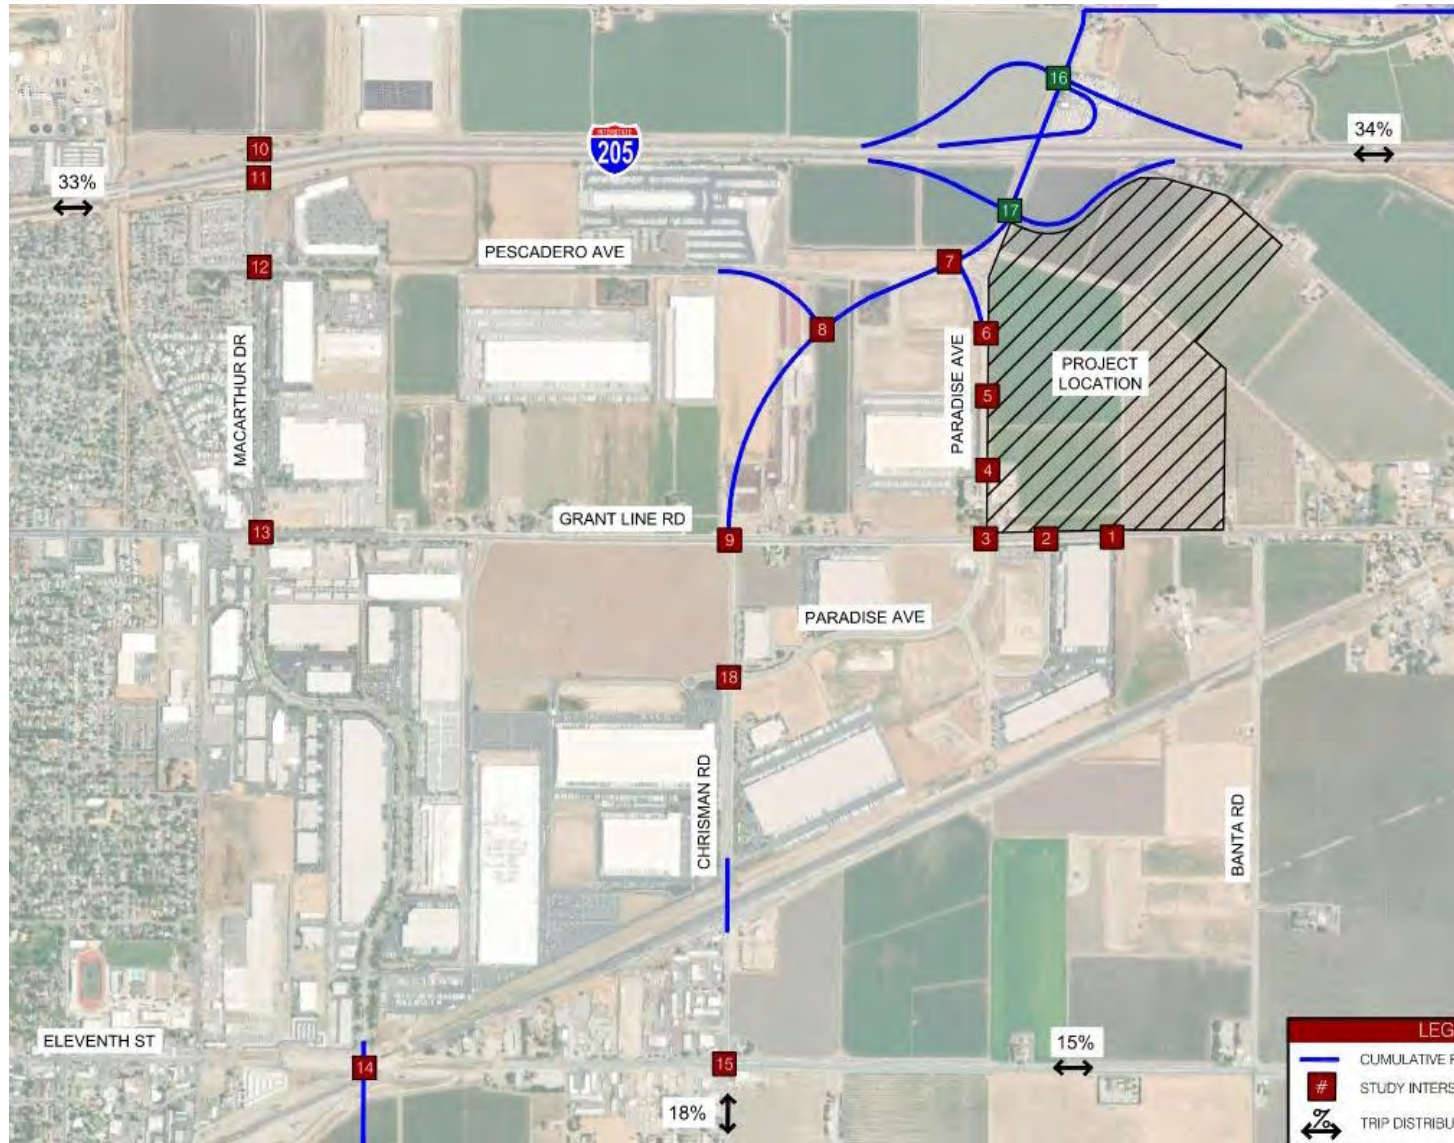 16
34%
10
INTERSTATE
205
11
33%
17
PESCADERO AVE
7
12
8
6
MACARTHUR DR
PARADISE AVE
PROJECT
LOCATION
5
4
GRANT LINE RD
13
9
3
2
1
PARADISE AVE
18
CHRISMAN RD
BANTA RD
ELEVENTH ST
14
15
15%
18%
LEG
CUMULATIVE
# STUDY INTERS
% TRIP DISTRIBU